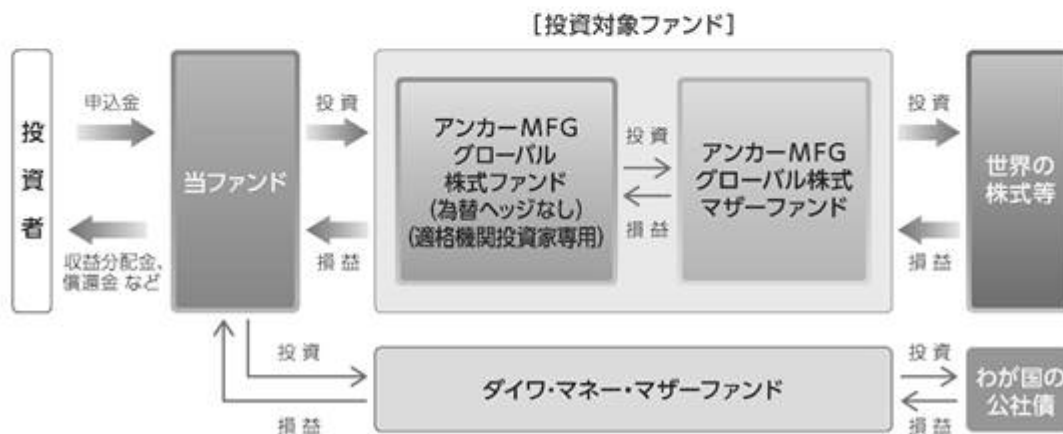 ［投資対象ファンド］
投資者
申込金
収益分配金、
償還金 など
当ファンド
投 資
損 益
アンカーMFG
グローバル
株式ファンド
(為替ヘッジなし)
(適格機関投資家専用)
投 資
損 益
アンカーMFG
グローバル株式
マザーファンド
投 資
損 益
世界の
株式等
投 資
損 益
ダイワ・マネー・マザーファンド
投 資
損 益
わが国の
公社債